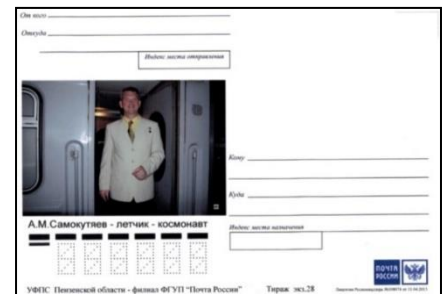 От кого
Откуда
Индекс места отправления
Кому
Куда
Индекс места назначения
А.М.Самокутяев - летчик - космонавт
ПОЧТА РОССИИ
УФПС Пензенской области - филиал ФГУП "Почта России" Тираж экз.28